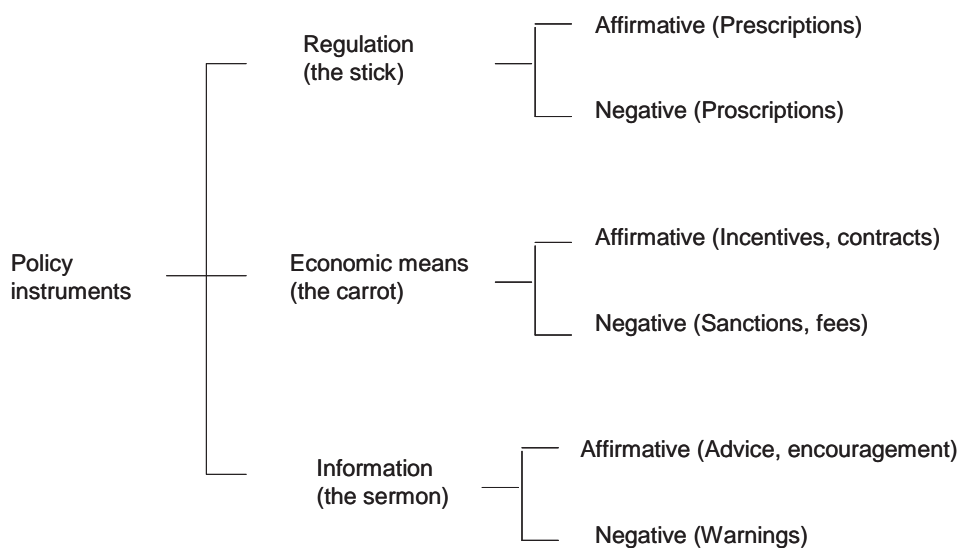 Policy
instruments
Regulation
(the stick)
Affirmative (Prescriptions)
Negative (Proscriptions)
Economic means
(the carrot)
Affirmative (Incentives, contracts)
Negative (Sanctions, fees)
Information
(the sermon)
Affirmative (Advice, encouragement)
Negative (Warnings)